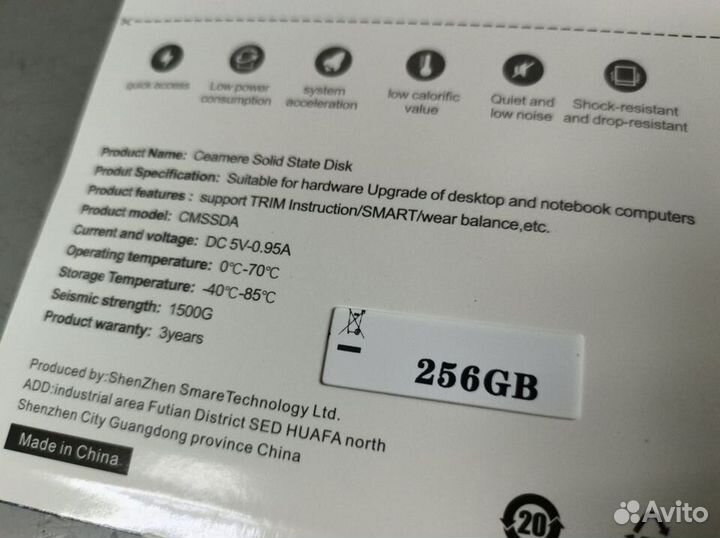 quick access
Low power
consumption
system
acceleration
low calorific
value
Quiet and
low noise
Shock-resistant
and drop-resistant
Product Name: Ceamere Solid State Disk
Produt Specification: Suitable for hardware Upgrade of desktop and notebook computers
Product features : support TRIM Instruction/SMART/wear balance,etc.
Product model: CMSSDA
Current and voltage: DC 5V-0.95A
Operating temperature: 0℃-70℃
Storage Temperature: -40℃-85℃
Seismic strength: 1500G
Product waranty: 3years
256GB
Produced by:ShenZhen SmareTechnology Ltd.
ADD:industrial area Futian District SED HUAFA north
Shenzhen City Guangdong province China
Made in China
20
Avito